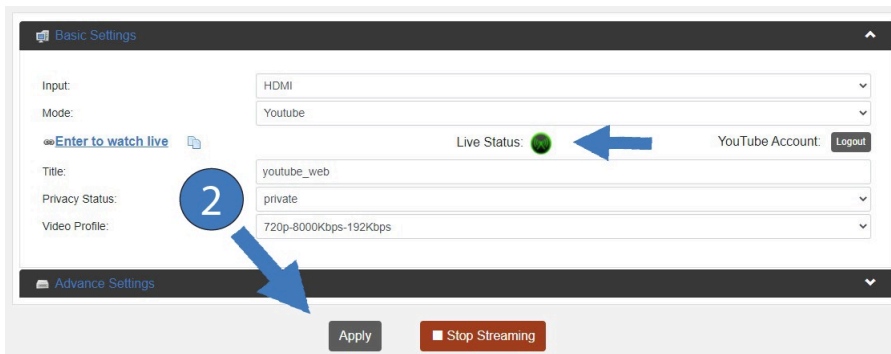 Basic Settings
Input: HDMI
Mode: Youtube
Enter to watch live Live Status: YouTube Account: Logout
Title: youtube_web
Privacy Status: private
2
Video Profile: 720p-8000Kbps-192Kbps
Advance Settings
Apply Stop Streaming